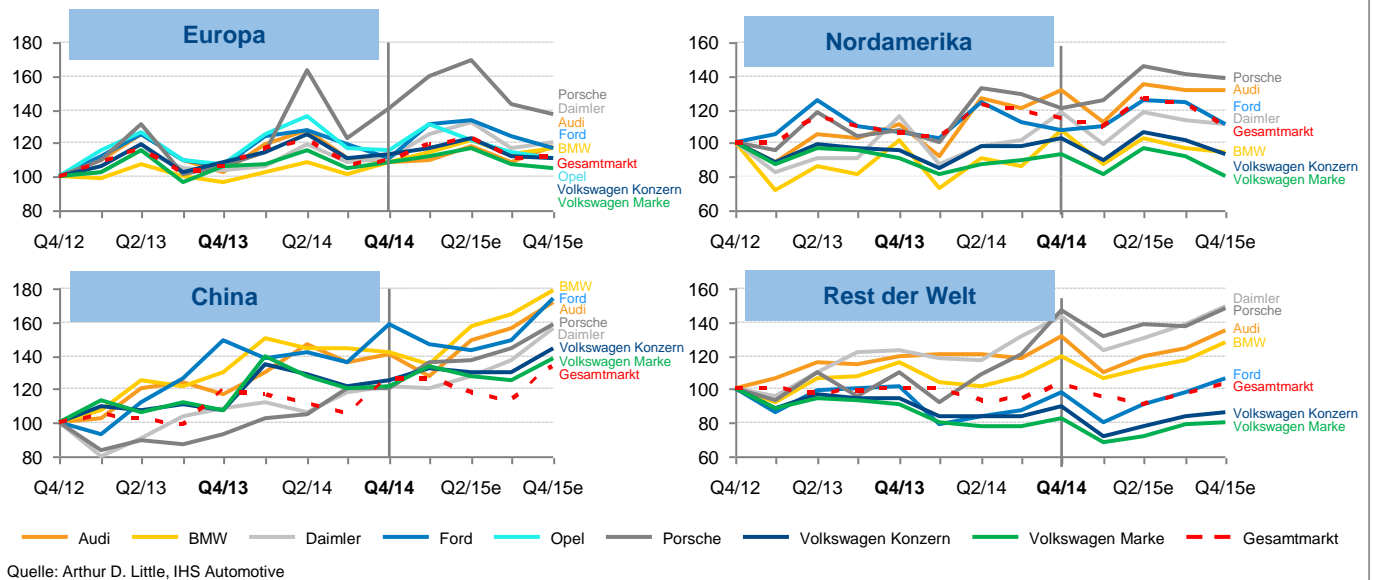 Europa
180
160
140
120
100
80
Q4/12
Q2/13
Q4/13
Q2/14
Q4/14
Q2/15e
Q4/15e
Porsche
Daimler
Audi
Ford
BMW
Gesamtmarkt
Opel
Volkswagen Konzern
Volkswagen Marke
Nordamerika
160
140
120
100
80
60
Q4/12
Q2/13
Q4/13
Q2/14
Q4/14
Q2/15e
Q4/15e
Porsche
Audi
Ford
Daimler
Gesamtmarkt
BMW
Volkswagen Konzern
Volkswagen Marke
China
180
160
140
120
100
80
Q4/12
Q2/13
Q4/13
Q2/14
Q4/14
Q2/15e
Q4/15e
BMW
Ford
Audi
Porsche
Daimler
Volkswagen Konzern
Volkswagen Marke
Gesamtmarkt
Rest der Welt
160
140
120
100
80
60
Q4/12
Q2/13
Q4/13
Q2/14
Q4/14
Q2/15e
Q4/15e
Daimler
Porsche
Audi
BMW
Ford
Gesamtmarkt
Volkswagen Konzern
Volkswagen Marke
Audi BMW Daimler Ford Opel Porsche Volkswagen Konzern Volkswagen Marke Gesamtmarkt
Quelle: Arthur D. Little, IHS Automotive